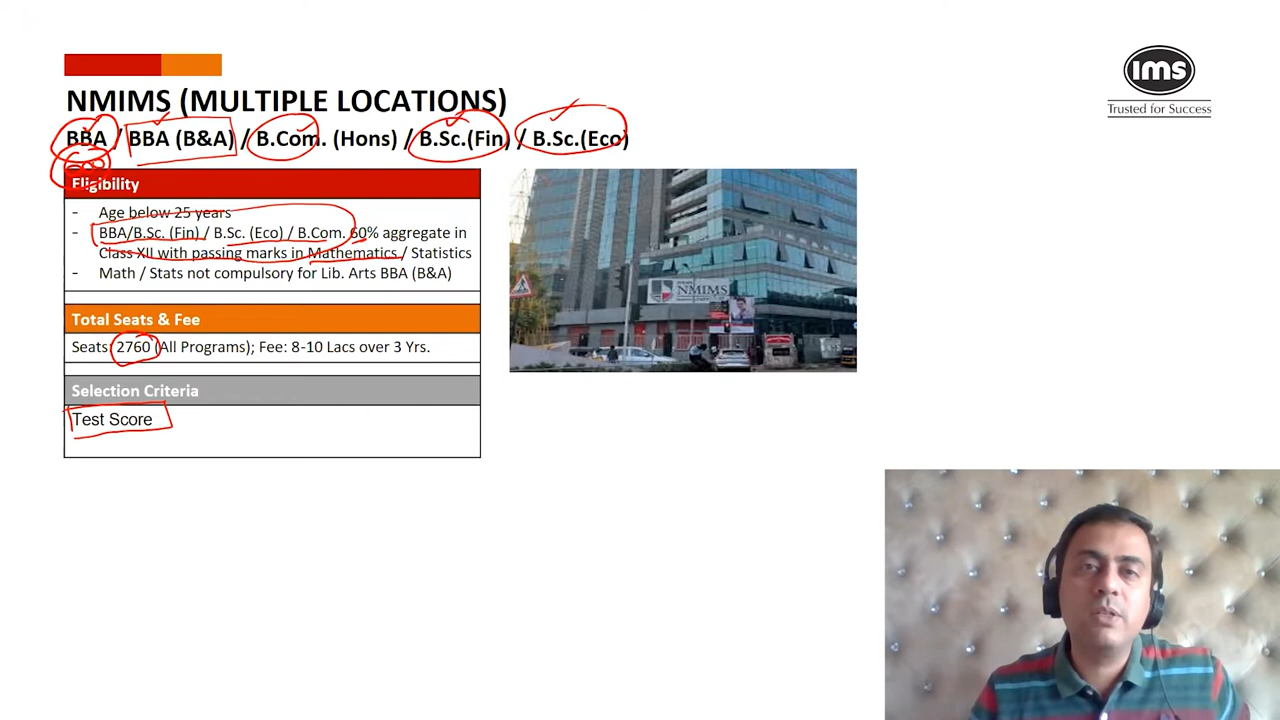 ims
Trusted for Success
NMIMS (MULTIPLE LOCATIONS)
BBA / BBA (B&A) / B.Com. (Hons) / B.Sc.(Fin) / B.Sc.(Eco)
Eligibility
- Age below 25 years
- BBA/B.Sc. (Fin) / B.Sc. (Eco) / B.Com. 60% aggregate in
Class XII with passing marks in Mathematics / Statistics
- Math / Stats not compulsory for Lib. Arts BBA (B&A)
Total Seats & Fee
Seats: 2760 (All Programs); Fee: 8-10 Lacs over 3 Yrs.
Selection Criteria
Test Score
NMIMS